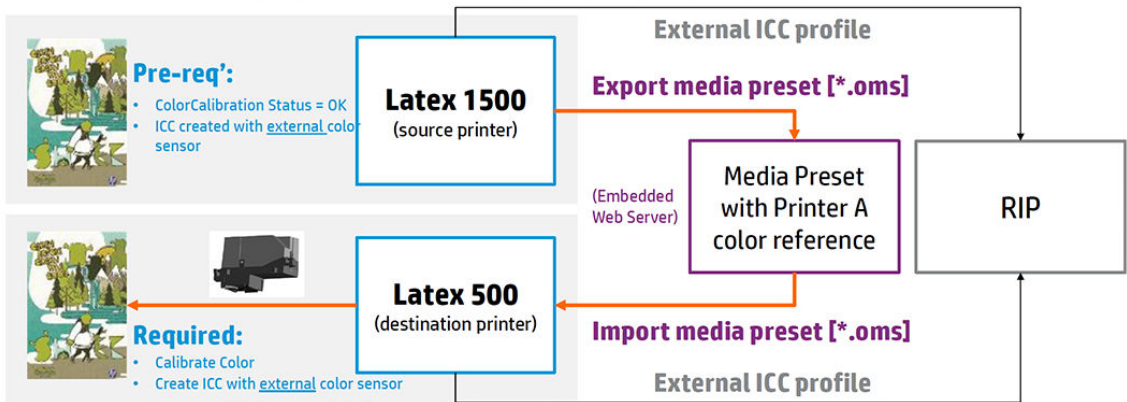 External ICC profile
Pre-req’:
• ColorCalibration Status = OK
• ICC created with external color
sensor
Latex 1500
(source printer)
Export media preset [*.oms]
(Embedded
Web Server)
Media Preset
with Printer A
color reference
RIP
Latex 500
(destination printer)
Required:
• Calibrate Color
• Create ICC with external color sensor
Import media preset [*.oms]
External ICC profile